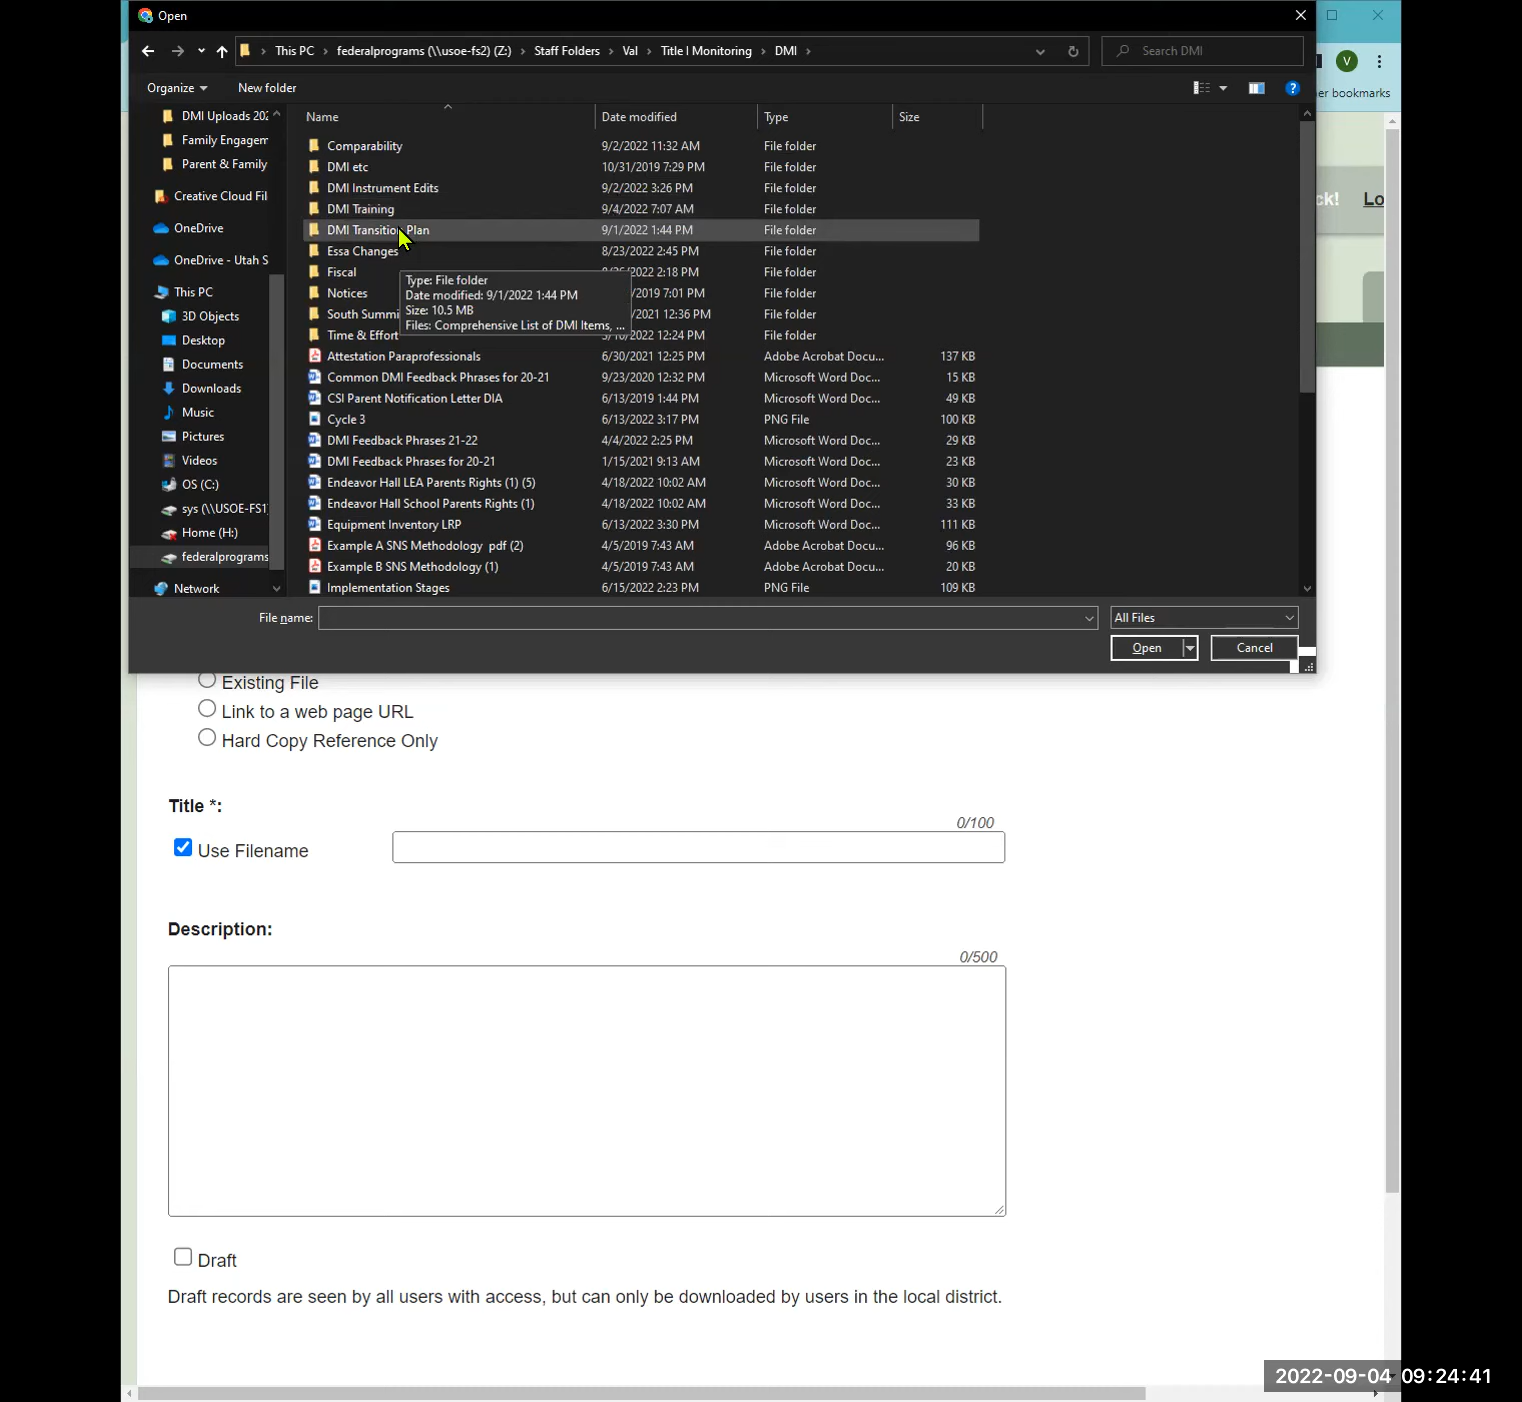 Open
This PC > federalprograms (\\usoe-fs2) (Z:) > Staff Folders > Val > Title I Monitoring > DMI >
Search DMI
V
er bookmarks
Organize
New folder
DMI Uploads 202
Family Engagem
Parent & Family
Creative Cloud Fil
OneDrive
OneDrive - Utah S
This PC
3D Objects
Desktop
Documents
Downloads
Music
Pictures
Videos
OS (C:)
sys (\\USOE-FS1)
Home (H:)
federalprograms
Network
Name Date modified Type Size
Comparability 9/2/2022 11:32 AM File folder
DMI etc 10/31/2019 7:29 PM File folder
DMI Instrument Edits 9/2/2022 3:26 PM File folder
DMI Training 9/4/2022 7:07 AM File folder
DMI Transition Plan 9/1/2022 1:44 PM File folder
Essa Changes 8/23/2022 2:45 PM File folder
Fiscal 2:18 PM File folder
Notices /2019 7:01 PM File folder
South Summi /2021 12:36 PM File folder
Time & Effort 12:24 PM File folder
Type: File folder
Date modified: 9/1/2022 1:44 PM
Size: 10.5 MB
Files: Comprehensive List of DMI Items, ...
Attestation Paraprofessionals 6/30/2021 12:25 PM Adobe Acrobat Docu... 137 KB
Common DMI Feedback Phrases for 20-21 9/23/2020 12:32 PM Microsoft Word Doc... 15 KB
CSI Parent Notification Letter DIA 6/13/2019 1:44 PM Microsoft Word Doc... 49 KB
Cycle 3 6/13/2022 3:17 PM PNG File 100 KB
DMI Feedback Phrases 21-22 4/4/2022 2:25 PM Microsoft Word Doc... 29 KB
DMI Feedback Phrases for 20-21 1/15/2021 9:13 AM Microsoft Word Doc... 23 KB
Endeavor Hall LEA Parents Rights (1) (5) 4/18/2022 10:02 AM Microsoft Word Doc... 30 KB
Endeavor Hall School Parents Rights (1) 4/18/2022 10:02 AM Microsoft Word Doc... 33 KB
Equipment Inventory LRP 6/13/2022 3:30 PM Microsoft Word Doc... 111 KB
Example A SNS Methodology pdf (2) 4/5/2019 7:43 AM Adobe Acrobat Docu... 96 KB
Example B SNS Methodology (1) 4/5/2019 7:43 AM Adobe Acrobat Docu... 20 KB
Implementation Stages 6/15/2022 2:23 PM PNG File 109 KB
ck! Lo
File name:
All Files
Open
Cancel
Existing File
Link to a web page URL
Hard Copy Reference Only
Title *:
0/100
Use Filename
Description:
0/500
Draft
Draft records are seen by all users with access, but can only be downloaded by users in the local district.
2022-09-04 09:24:41